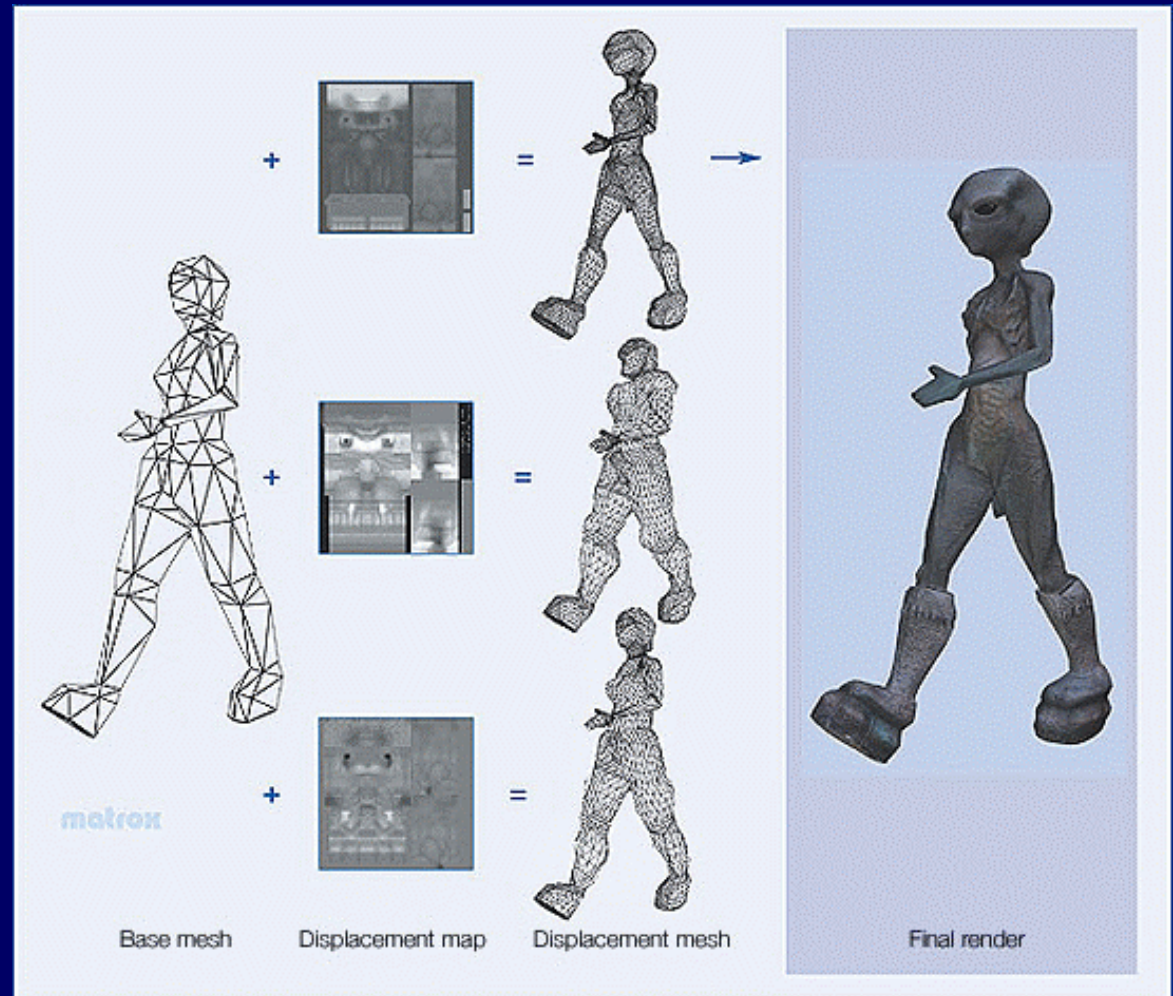 + = →
+ =
+ =
matrox
Base mesh Displacement map Displacement mesh Final render